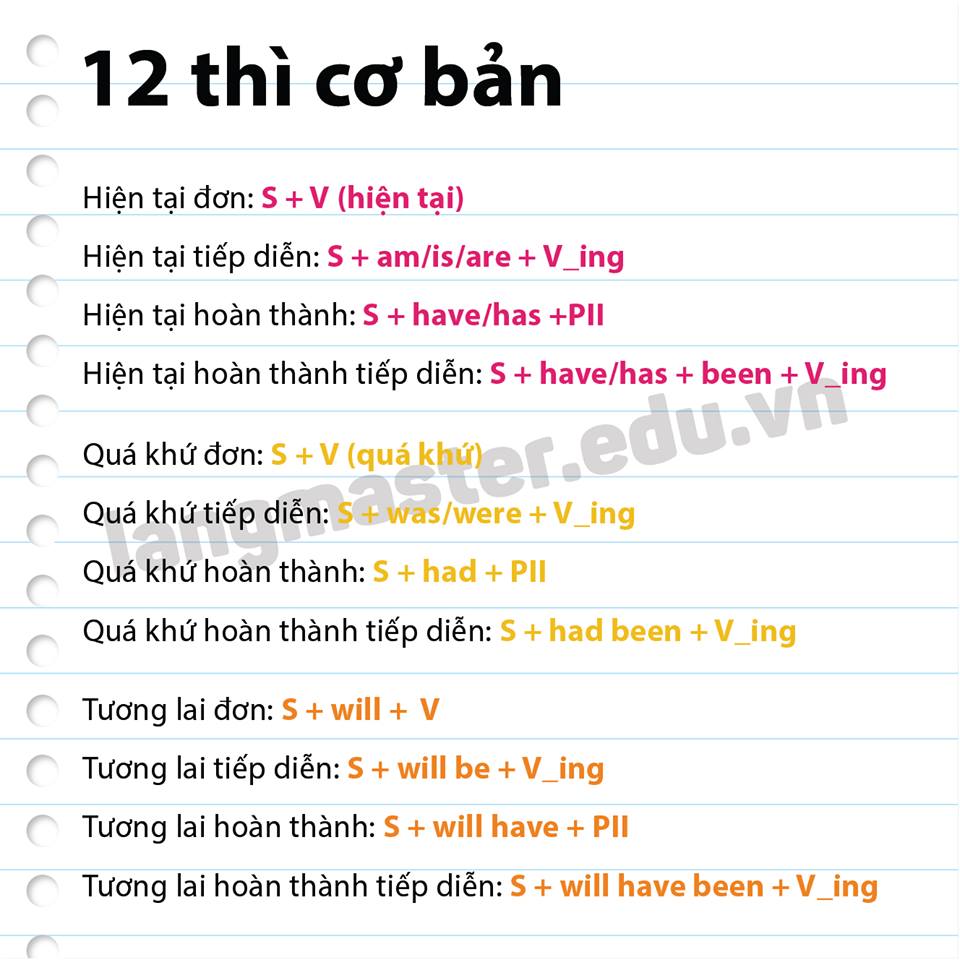 12 thì cơ bản
Hiện tại đơn: S + V (hiện tại)
Hiện tại tiếp diễn: S + am/is/are + V_ing
Hiện tại hoàn thành: S + have/has +PII
Hiện tại hoàn thành tiếp diễn: S + have/has + been + V_ing
Quá khứ đơn: S + V (quá khứ)
Quá khứ tiếp diễn: S + was/were + V_ing
Quá khứ hoàn thành: S + had + PII
Quá khứ hoàn thành tiếp diễn: S + had been + V_ing
Tương lai đơn: S + will + V
Tương lai tiếp diễn: S + will be + V_ing
Tương lai hoàn thành: S + will have + PII
Tương lai hoàn thành tiếp diễn: S + will have been + V_ing
langmaster.edu.vn